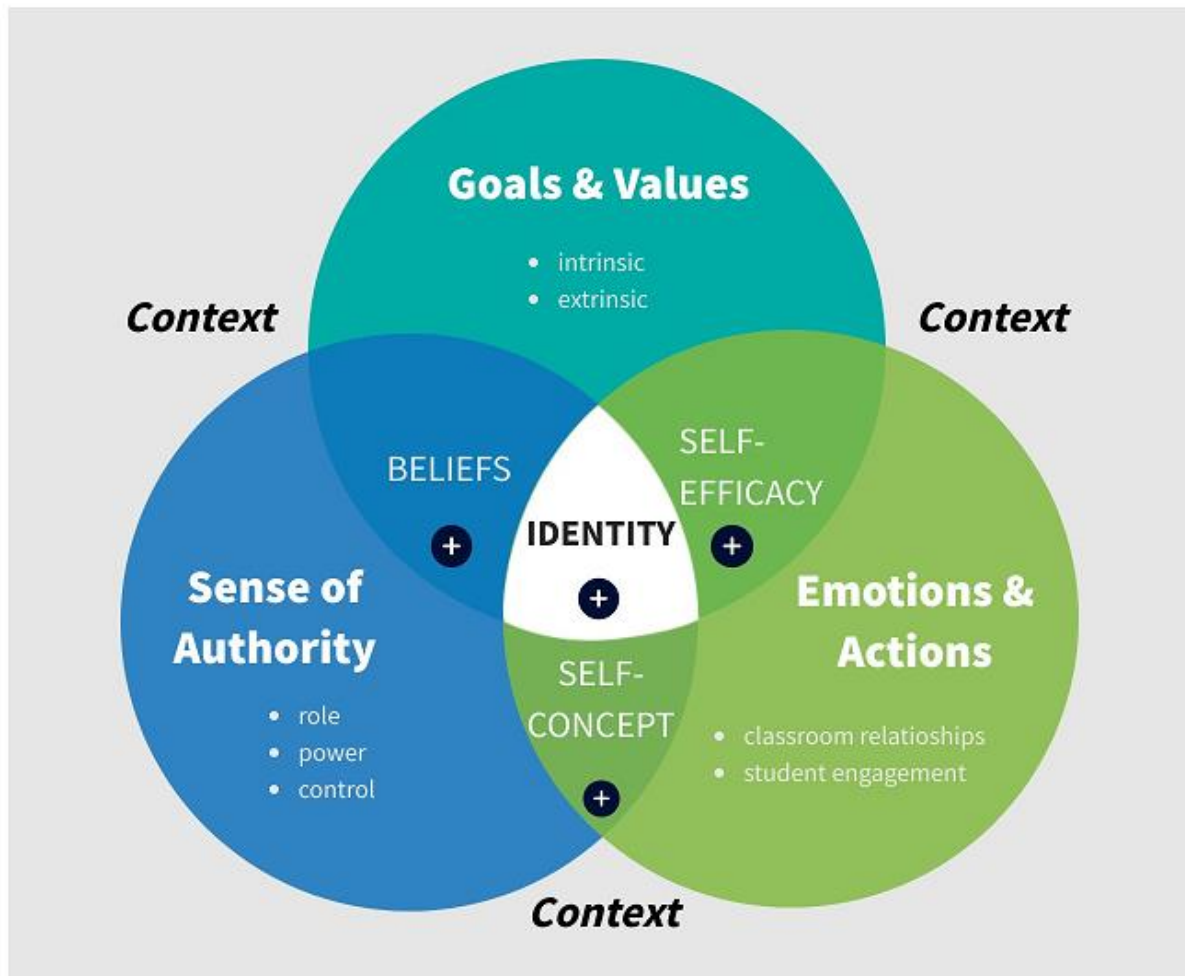 Goals & Values
• intrinsic
• extrinsic
Context
Context
BELIEFS
SELF-
EFFICACY
IDENTITY
Sense of
Authority
• role
• power
• control
Emotions &
Actions
• classroom relatioships
• student engagement
SELF-
CONCEPT
Context